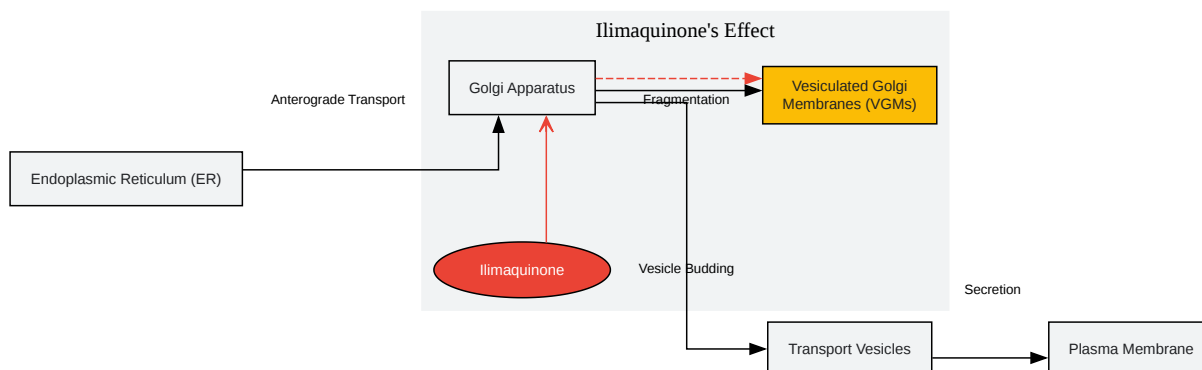 Ilimaquinone's Effect
Golgi Apparatus
Vesiculated Golgi
Membranes (VGMs)
Anterograde Transport
Fragmentation
Endoplasmic Reticulum (ER)
Ilimaquinone
Vesicle Budding
Secretion
Transport Vesicles
Plasma Membrane